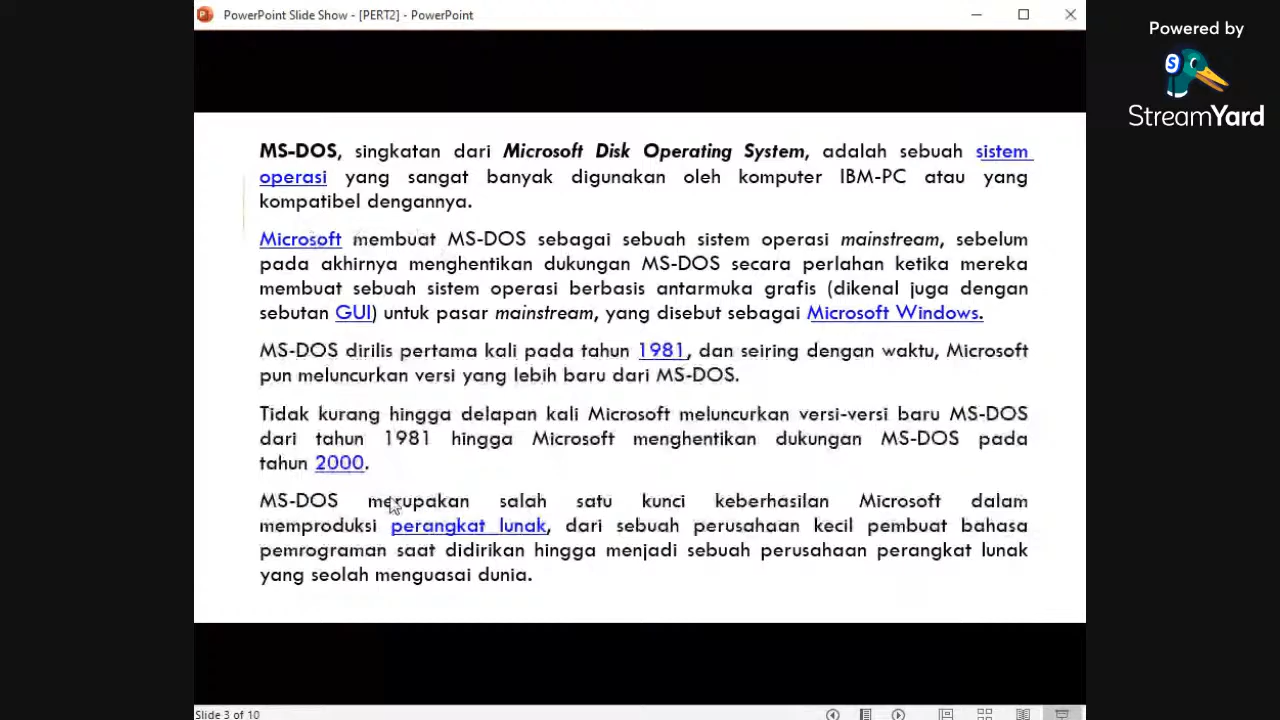 PowerPoint Slide Show - [PERT2] - PowerPoint
Powered by
StreamYard
MS-DOS, singkatan dari Microsoft Disk Operating System, adalah sebuah sistem
operasi yang sangat banyak digunakan oleh komputer IBM-PC atau yang
kompatibel dengannya.
Microsoft membuat MS-DOS sebagai sebuah sistem operasi mainstream, sebelum
pada akhirnya menghentikan dukungan MS-DOS secara perlahan ketika mereka
membuat sebuah sistem operasi berbasis antarmuka grafis (dikenal juga dengan
sebutan GUI) untuk pasar mainstream, yang disebut sebagai Microsoft Windows.
MS-DOS dirilis pertama kali pada tahun 1981, dan seiring dengan waktu, Microsoft
pun meluncurkan versi yang lebih baru dari MS-DOS.
Tidak kurang hingga delapan kali Microsoft meluncurkan versi-versi baru MS-DOS
dari tahun 1981 hingga Microsoft menghentikan dukungan MS-DOS pada
tahun 2000.
MS-DOS merupakan salah satu kunci keberhasilan Microsoft dalam
memproduksi perangkat lunak, dari sebuah perusahaan kecil pembuat bahasa
pemrograman saat didirikan hingga menjadi sebuah perusahaan perangkat lunak
yang seolah menguasai dunia.
Slide 3 of 10